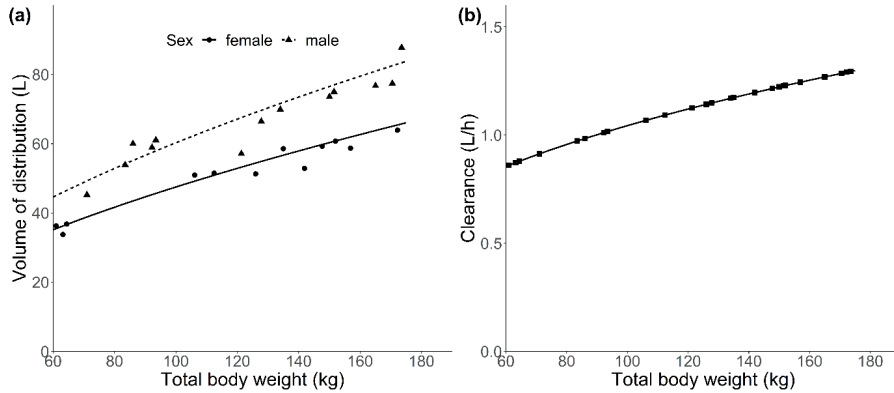 (a)
Sex female male
Volume of distribution (L)
80
60
40
20
0
60 80 100 120 140 160 180
Total body weight (kg)
(b)
Clearance (L/h)
1.5
1.0
0.5
0.0
60 80 100 120 140 160 180
Total body weight (kg)